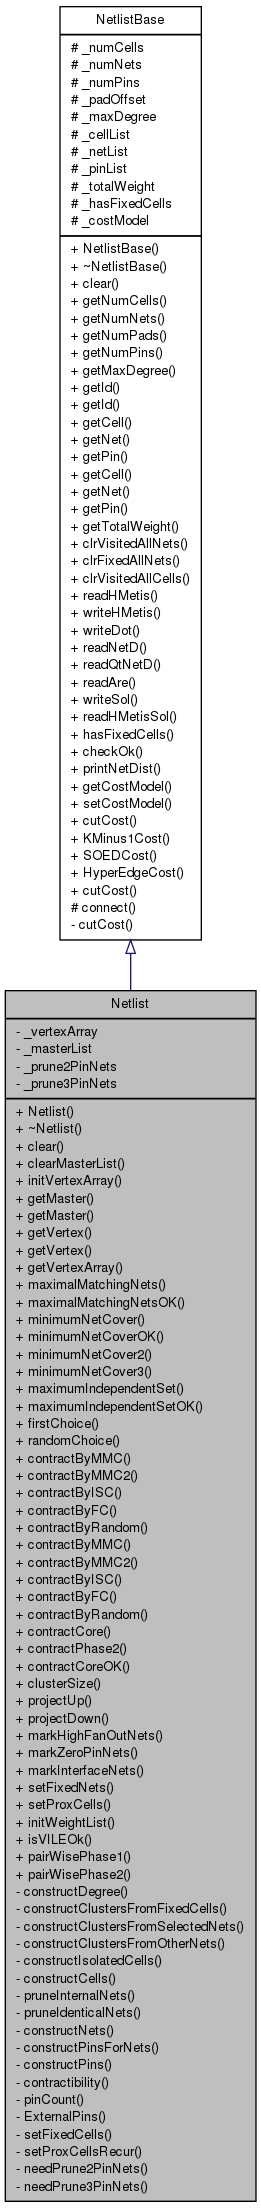 NetlistBase
# _numCells
# _numNets
# _numPins
# _padOffset
# _maxDegree
# _cellList
# _netList
# _pinList
# _totalWeight
# _hasFixedCells
# _costModel
+ NetlistBase()
+ ~NetlistBase()
+ clear()
+ getNumCells()
+ getNumNets()
+ getNumPads()
+ getNumPins()
+ getMaxDegree()
+ getId()
+ getId()
+ getCell()
+ getNet()
+ getPin()
+ getCell()
+ getNet()
+ getPin()
+ getTotalWeight()
+ clrVisitedAllNets()
+ clrFixedAllNets()
+ clrVisitedAllCells()
+ readHMetis()
+ writeHMetis()
+ writeDot()
+ readNetD()
+ readQtNetD()
+ readAre()
+ writeSol()
+ readHMetisSol()
+ hasFixedCells()
+ checkOk()
+ printNetDist()
+ getCostModel()
+ setCostModel()
+ cutCost()
+ KMinus1Cost()
+ SOEDCost()
+ HyperEdgeCost()
+ cutCost()
# connect()
- cutCost()
Netlist
- _vertexArray
- _masterList
- _prune2PinNets
- _prune3PinNets
+ Netlist()
+ ~Netlist()
+ clear()
+ clearMasterList()
+ initVertexArray()
+ getMaster()
+ getMaster()
+ getVertex()
+ getVertex()
+ getVertexArray()
+ maximalMatchingNets()
+ maximalMatchingNetsOK()
+ minimumNetCover()
+ minimumNetCoverOK()
+ minimumNetCover2()
+ minimumNetCover3()
+ maximumIndependentSet()
+ maximumIndependentSetOK()
+ firstChoice()
+ randomChoice()
+ contractByMMC()
+ contractByMMC2()
+ contractByISC()
+ contractByFC()
+ contractByRandom()
+ contractByMMC()
+ contractByMMC2()
+ contractByISC()
+ contractByFC()
+ contractByRandom()
+ contractCore()
+ contractPhase2()
+ contractCoreOK()
+ clusterSize()
+ projectUp()
+ projectDown()
+ markHighFanOutNets()
+ markZeroPinNets()
+ markInterfaceNets()
+ setFixedNets()
+ setProxCells()
+ initWeightList()
+ isVILEOk()
+ pairWisePhase1()
+ pairWisePhase2()
- constructDegree()
- constructClustersFromFixedCells()
- constructClustersFromSelectedNets()
- constructClustersFromOtherNets()
- constructIsolatedCells()
- constructCells()
- pruneInternalNets()
- pruneIdenticalNets()
- constructNets()
- constructPinsForNets()
- constructPins()
- contractibility()
- pinCount()
- ExternalPins()
- setFixedCells()
- setProxCellsRecur()
- needPrune2PinNets()
- needPrune3PinNets()